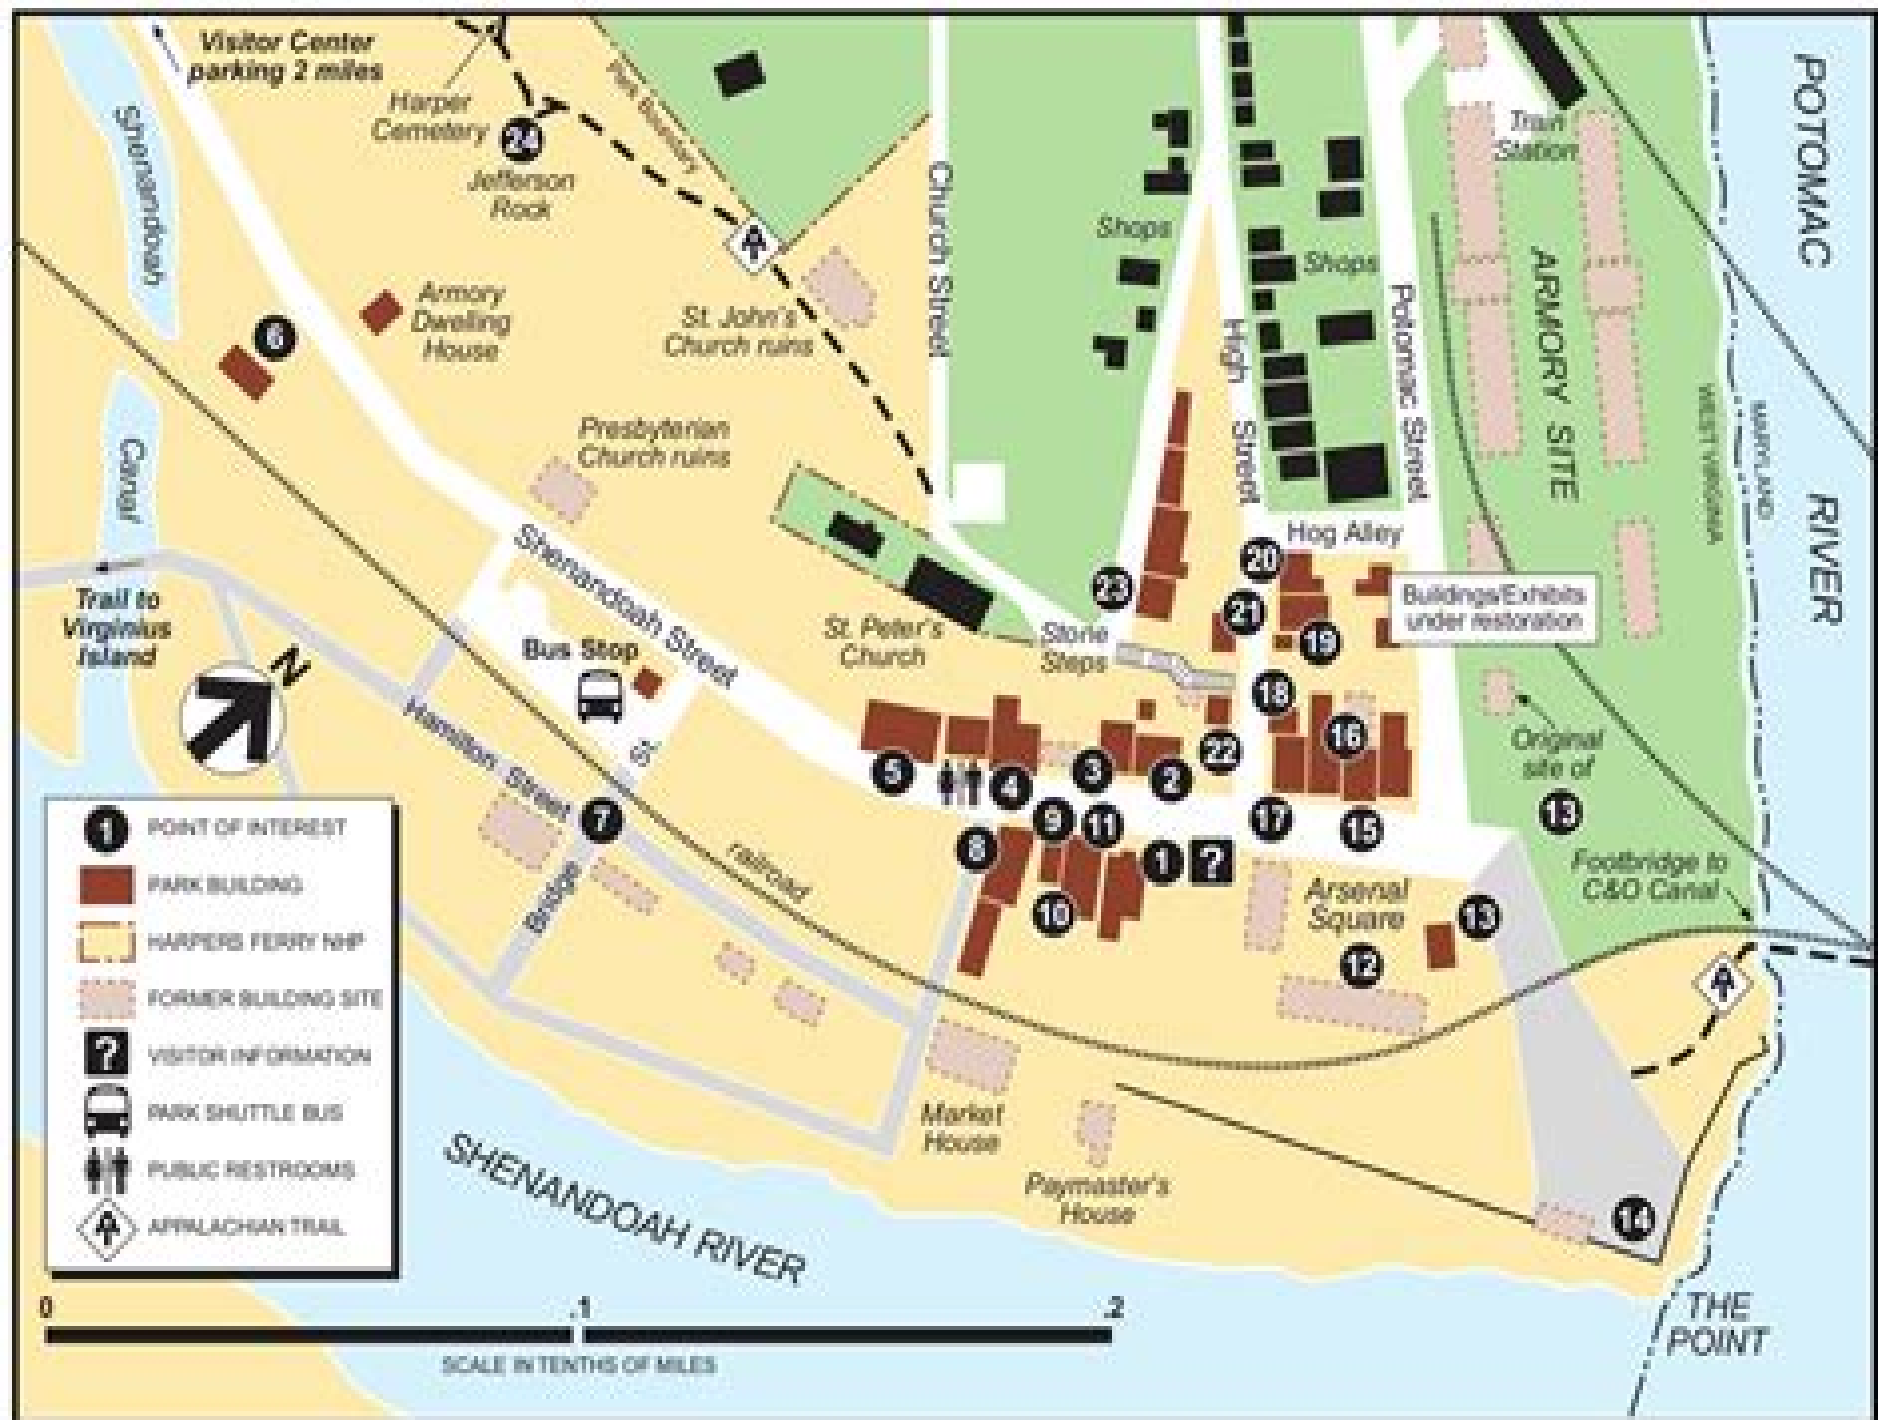 Visitor Center
parking 2 miles
Harper
Cemetery
24
Jefferson
Rock
Park Boundary
Shenandoah
Canal
Church Street
Shops
Shops
High Street
Potomac Street
Train
Station
ARMORY SITE
POTOMAC
RIVER
WEST VIRGINIA
MARYLAND
6
Armory
Dwelling
House
St. John's
Church ruins
Presbyterian
Church ruins
Shenandoah Street
Hog Alley
20
23
21
19
Buildings/Exhibits
under restoration
Trail to
Virginius
Island
N
Bus Stop
St. Peter's
Church
Stone
Steps
18
22
16
Original
site of
13
Hamilton Street
St.
5
4
3
2
7
Bridge
railroad
8
9
11
10
1
?
17
15
Arsenal
Square
12
13
Footbridge to
C&O Canal
Market
House
Paymaster's
House
14
SHENANDOAH RIVER
THE
POINT
1 POINT OF INTEREST
PARK BUILDING
HARPERS FERRY NHP
FORMER BUILDING SITE
? VISITOR INFORMATION
PARK SHUTTLE BUS
PUBLIC RESTROOMS
APPALACHIAN TRAIL
0 .1 .2
SCALE IN TENTHS OF MILES